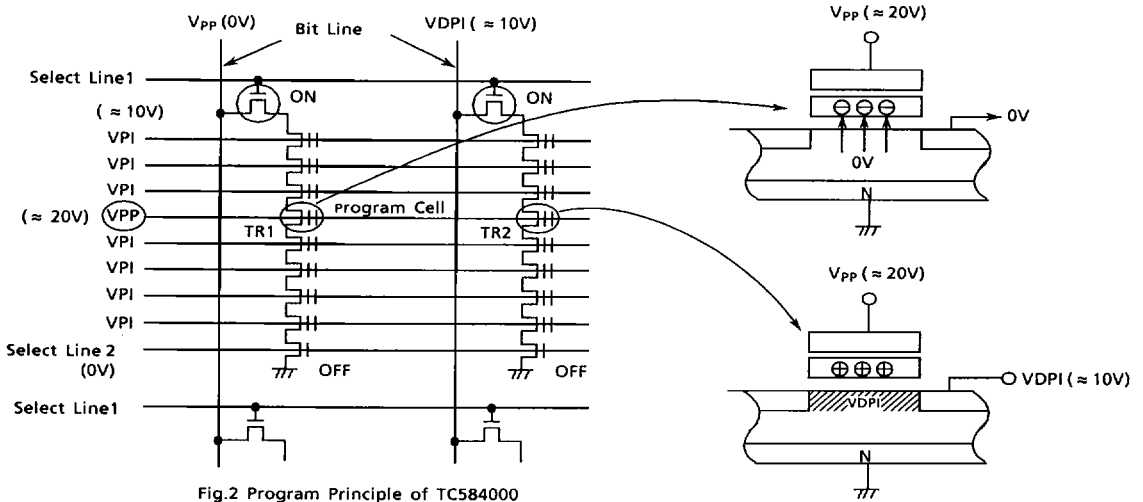 VPP (0V)
VDPI ( ≈ 10V)
Bit Line
Select Line1
ON
ON
( ≈ 10V)
VPI
VPI
VPI
( ≈ 20V) VPP
Program Cell
TR1
TR2
VPI
VPI
VPI
VPI
Select Line 2
(0V)
OFF
OFF
Select Line1
VPP ( ≈ 20V)
⊖ ⊖ ⊖
0V
0V
N
VPP ( ≈ 20V)
⊕ ⊕ ⊕
VDPI ( ≈ 10V)
VDPI
N
Fig.2 Program Principle of TC584000